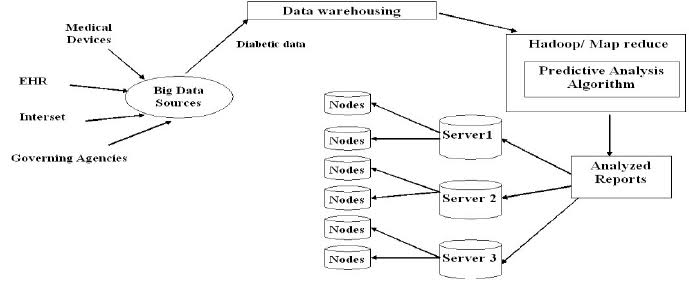 Data warehousing
Medical
Devices
Diabetic data
Hadoop/ Map reduce
Predictive Analysis
Algorithm
EHR
Big Data
Sources
Interset
Governing Agencies
Nodes
Nodes
Server1
Nodes
Nodes
Server 2
Nodes
Nodes
Server 3
Analyzed
Reports